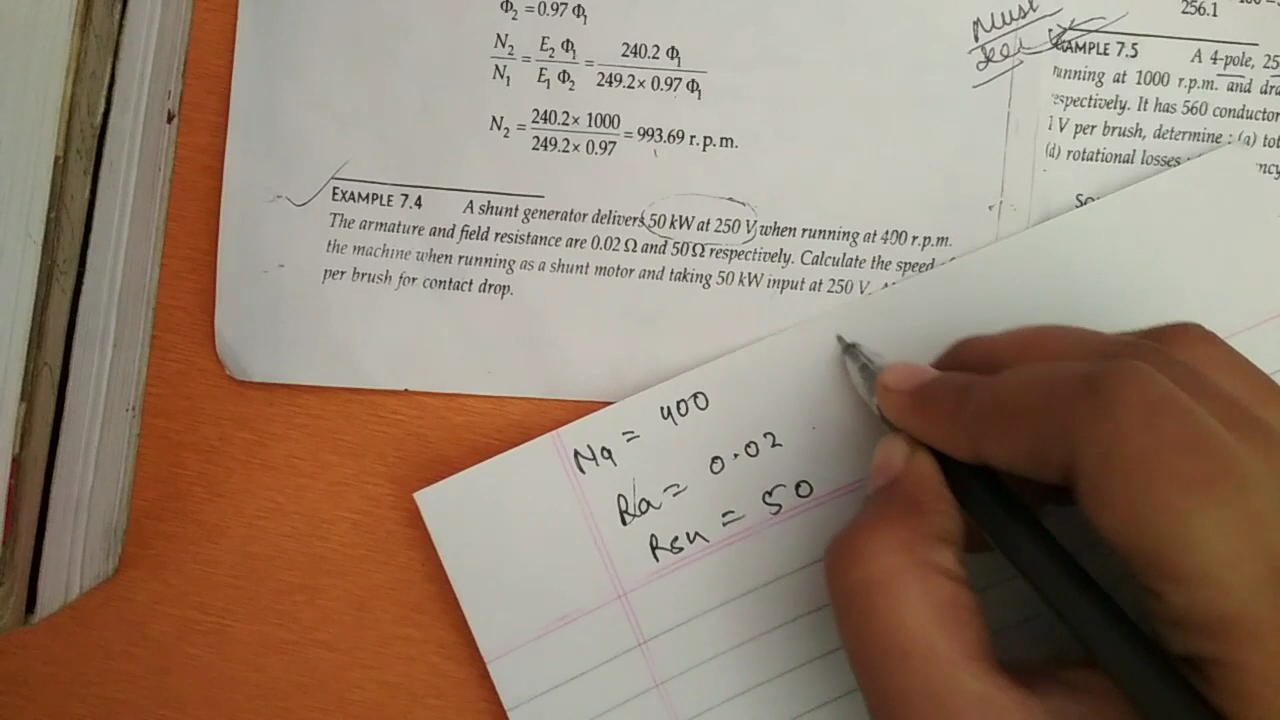 Φ₂ = 0.97 Φ₁
N₂/N₁ = E₂ Φ₁/E₁ Φ₂ = 240.2 Φ₁/249.2 × 0.97 Φ₁
N₂ = 240.2 × 1000/249.2 × 0.97 = 993.69 r.p.m.
EXAMPLE 7.4 A shunt generator delivers 50 kW at 250 V, when running at 400 r.p.m.
The armature and field resistance are 0.02 Ω and 50 Ω respectively. Calculate the speed
the machine when running as a shunt motor and taking 50 kW input at 250 V.
per brush for contact drop.
256.1
Must
AMPLE 7.5 A 4-pole, 25
running at 1000 r.p.m. and dra
respectively. It has 560 conductor
1 V per brush, determine : (a) tot
(d) rotational losses
ncy
So
= 400
Ra = 0.02
Rsh = 50